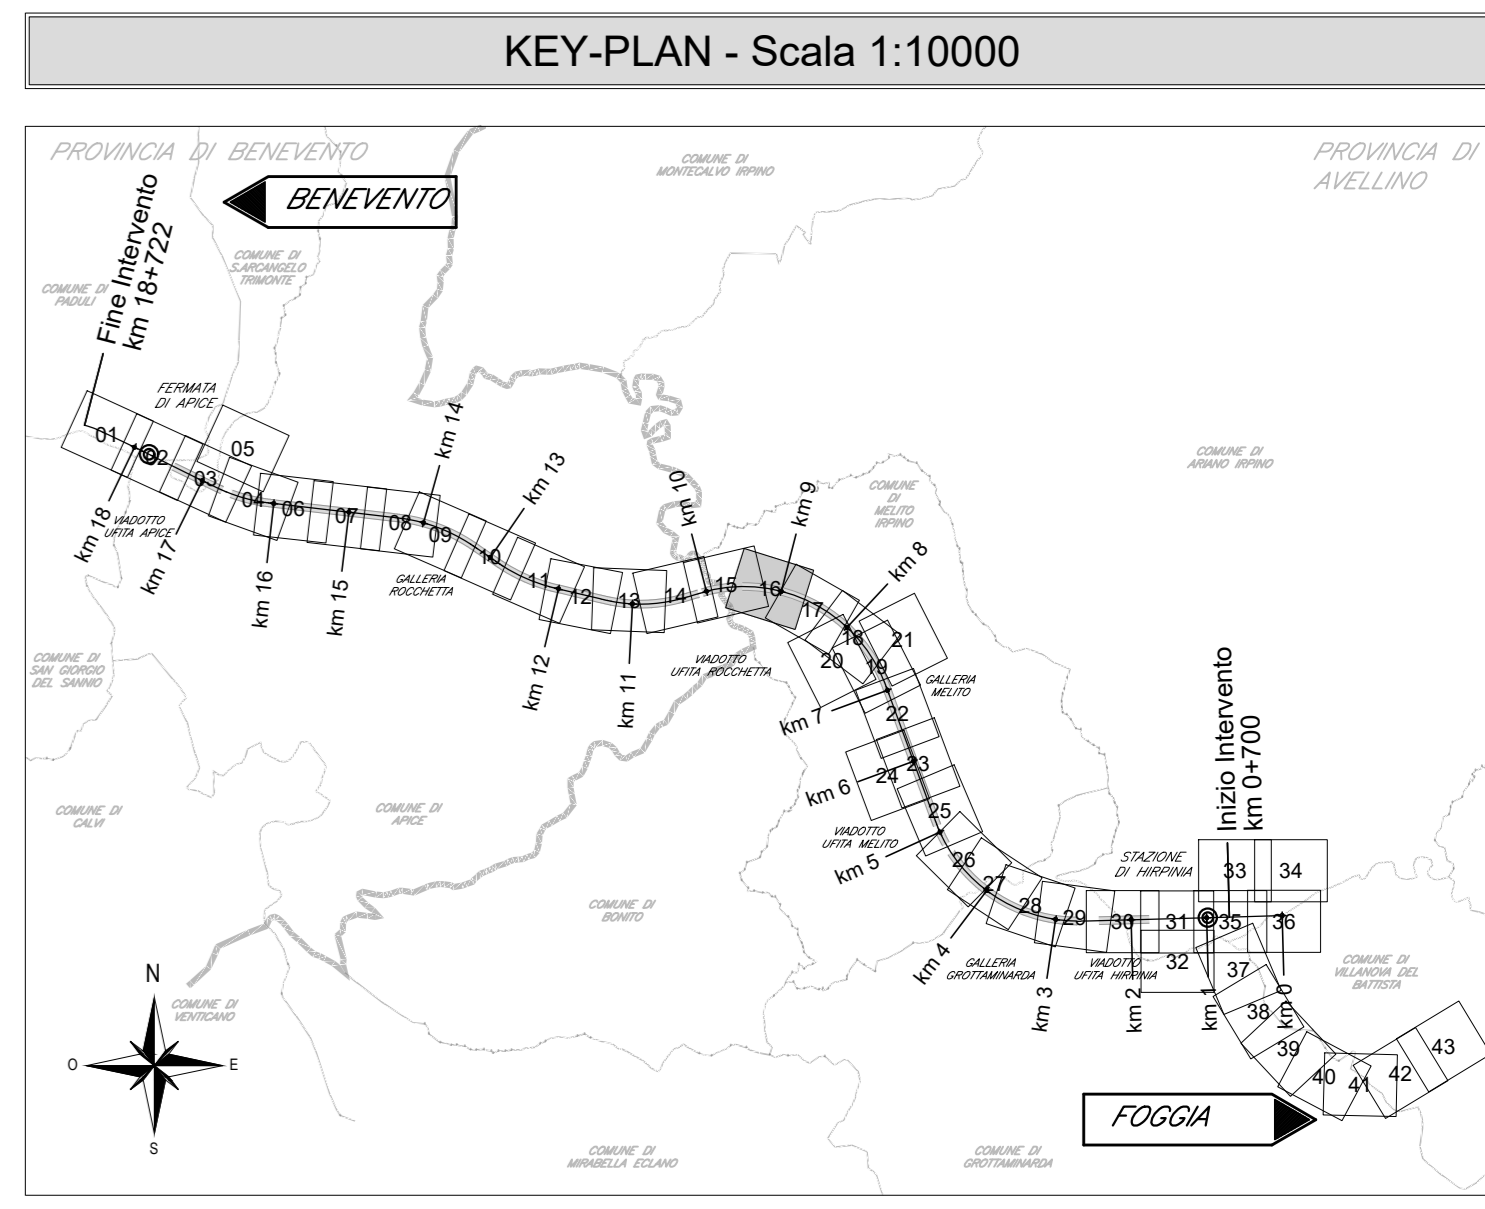 KEY-PLAN - Scala 1:10000
PROVINCIA DI BENEVENTO
PROVINCIA DI
AVELLINO
COMUNE DI
MONTECALVO IRPINO
BENEVENTO
Fine Intervento
km 18+722
COMUNE DI
S.ARCANGELO
TRIMONTE
COMUNE DI
PADULI
FERMATA
DI APICE
01
02
03
04
05
06
07
08
09
10
11
12
13
14
15
16
17
18
19
20
21
22
23
24
25
26
27
28
29
30
31
32
33
34
35
36
37
38
39
40
41
42
43
km 18
km 17
km 16
km 15
km 14
km 13
km 12
km 11
km 10
km 9
km 8
km 7
km 6
km 5
km 4
km 3
km 2
km 1
km 0
VIADOTTO
UFITA APICE
GALLERIA
ROCCHETTA
COMUNE
DI
MELITO
IRPINO
COMUNE DI
ARIANO IRPINO
COMUNE DI
SAN GIORGIO
DEL SANNIO
VIADOTTO
UFITA ROCCHETTA
GALLERIA
MELITO
Inizio Intervento
km 0+700
COMUNE DI
CALVI
COMUNE DI
APICE
VIADOTTO
UFITA MELITO
STAZIONE
DI HIRPINIA
COMUNE DI
BONITO
GALLERIA
GROTTAMINARDA
VIADOTTO
UFITA HIRPINIA
COMUNE DI
VILLANOVA DEL
BATTISTA
COMUNE DI
VENTICANO
N
O
E
S
FOGGIA
COMUNE DI
MIRABELLA ECLANO
COMUNE DI
GROTTAMINARDA